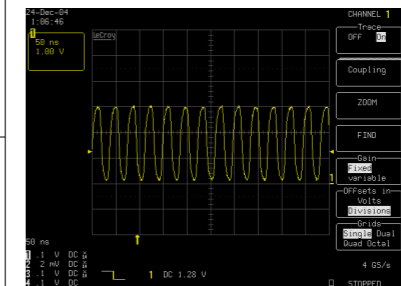 24-Dec-04
1:06:46
1
50 ns
1.00 V
LeCroy
CHANNEL 1
Trace
OFF On
Coupling
ZOOM
FIND
Gain
Fixed
variable
OFFsets in
Volts
Divisions
Grids
Single Dual
Quad Octal
1
50 ns
1 .1 V DC
2 2 mV DC
3 .1 V DC
4 .1 V DC
1 DC 1.28 V
4 GS/s
STOPPED